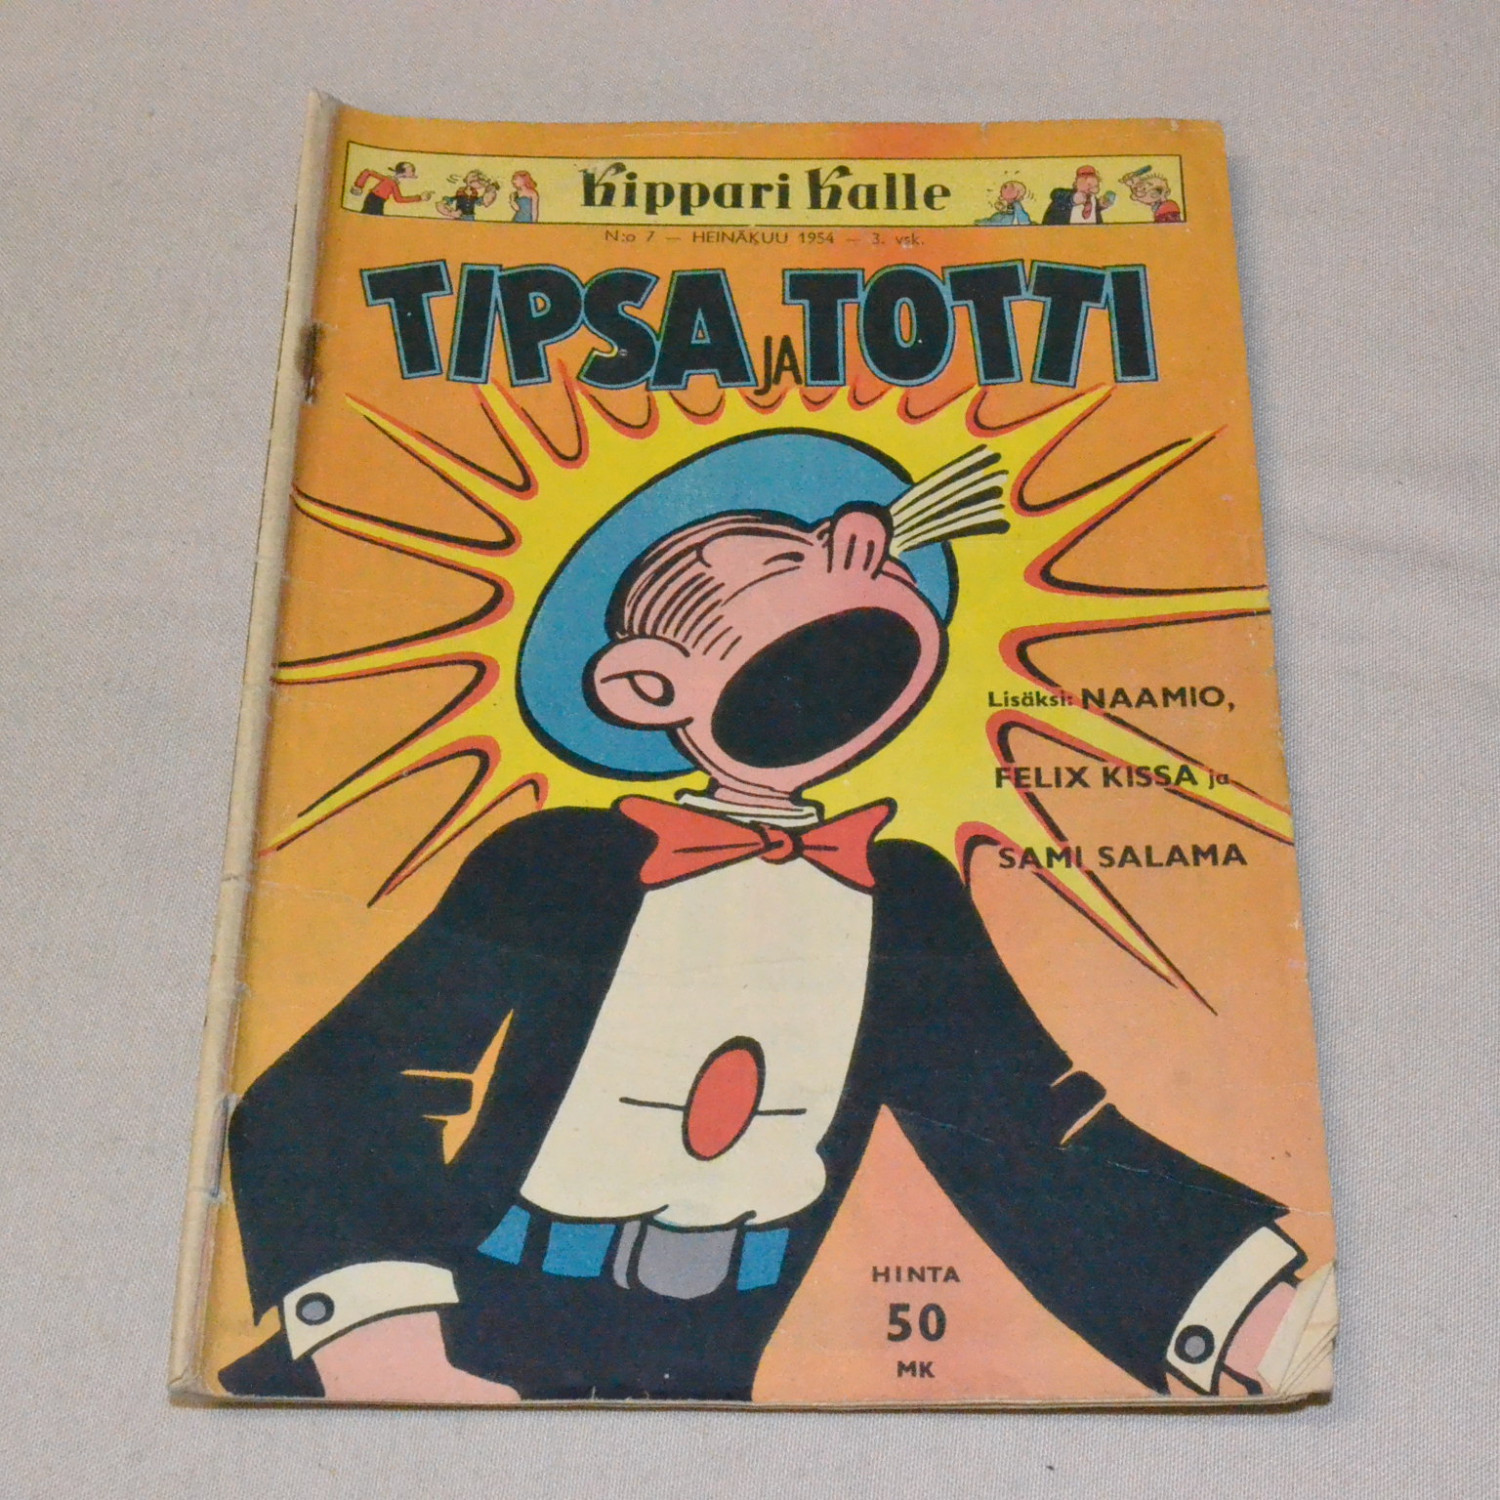 Kippari Kalle
N:o 7 — HEINÄKUU 1954 — 3. vsk.
TIPSA JA TOTTI
Lisäksi: NAAMIO,
FELIX KISSA ja
SAMI SALAMA
HINTA
50
MK